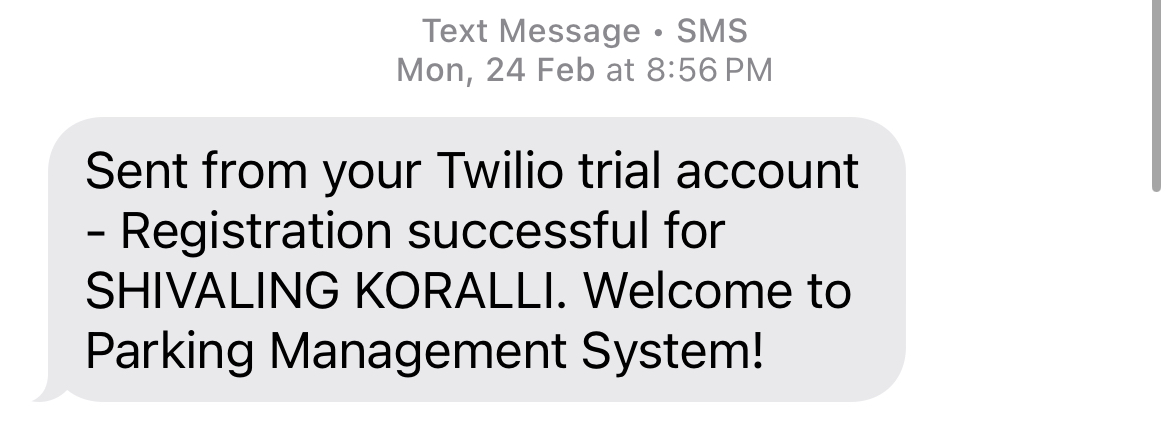 Text Message • SMS
Mon, 24 Feb at 8:56 PM
Sent from your Twilio trial account
- Registration successful for
SHIVALING KORALLI. Welcome to
Parking Management System!